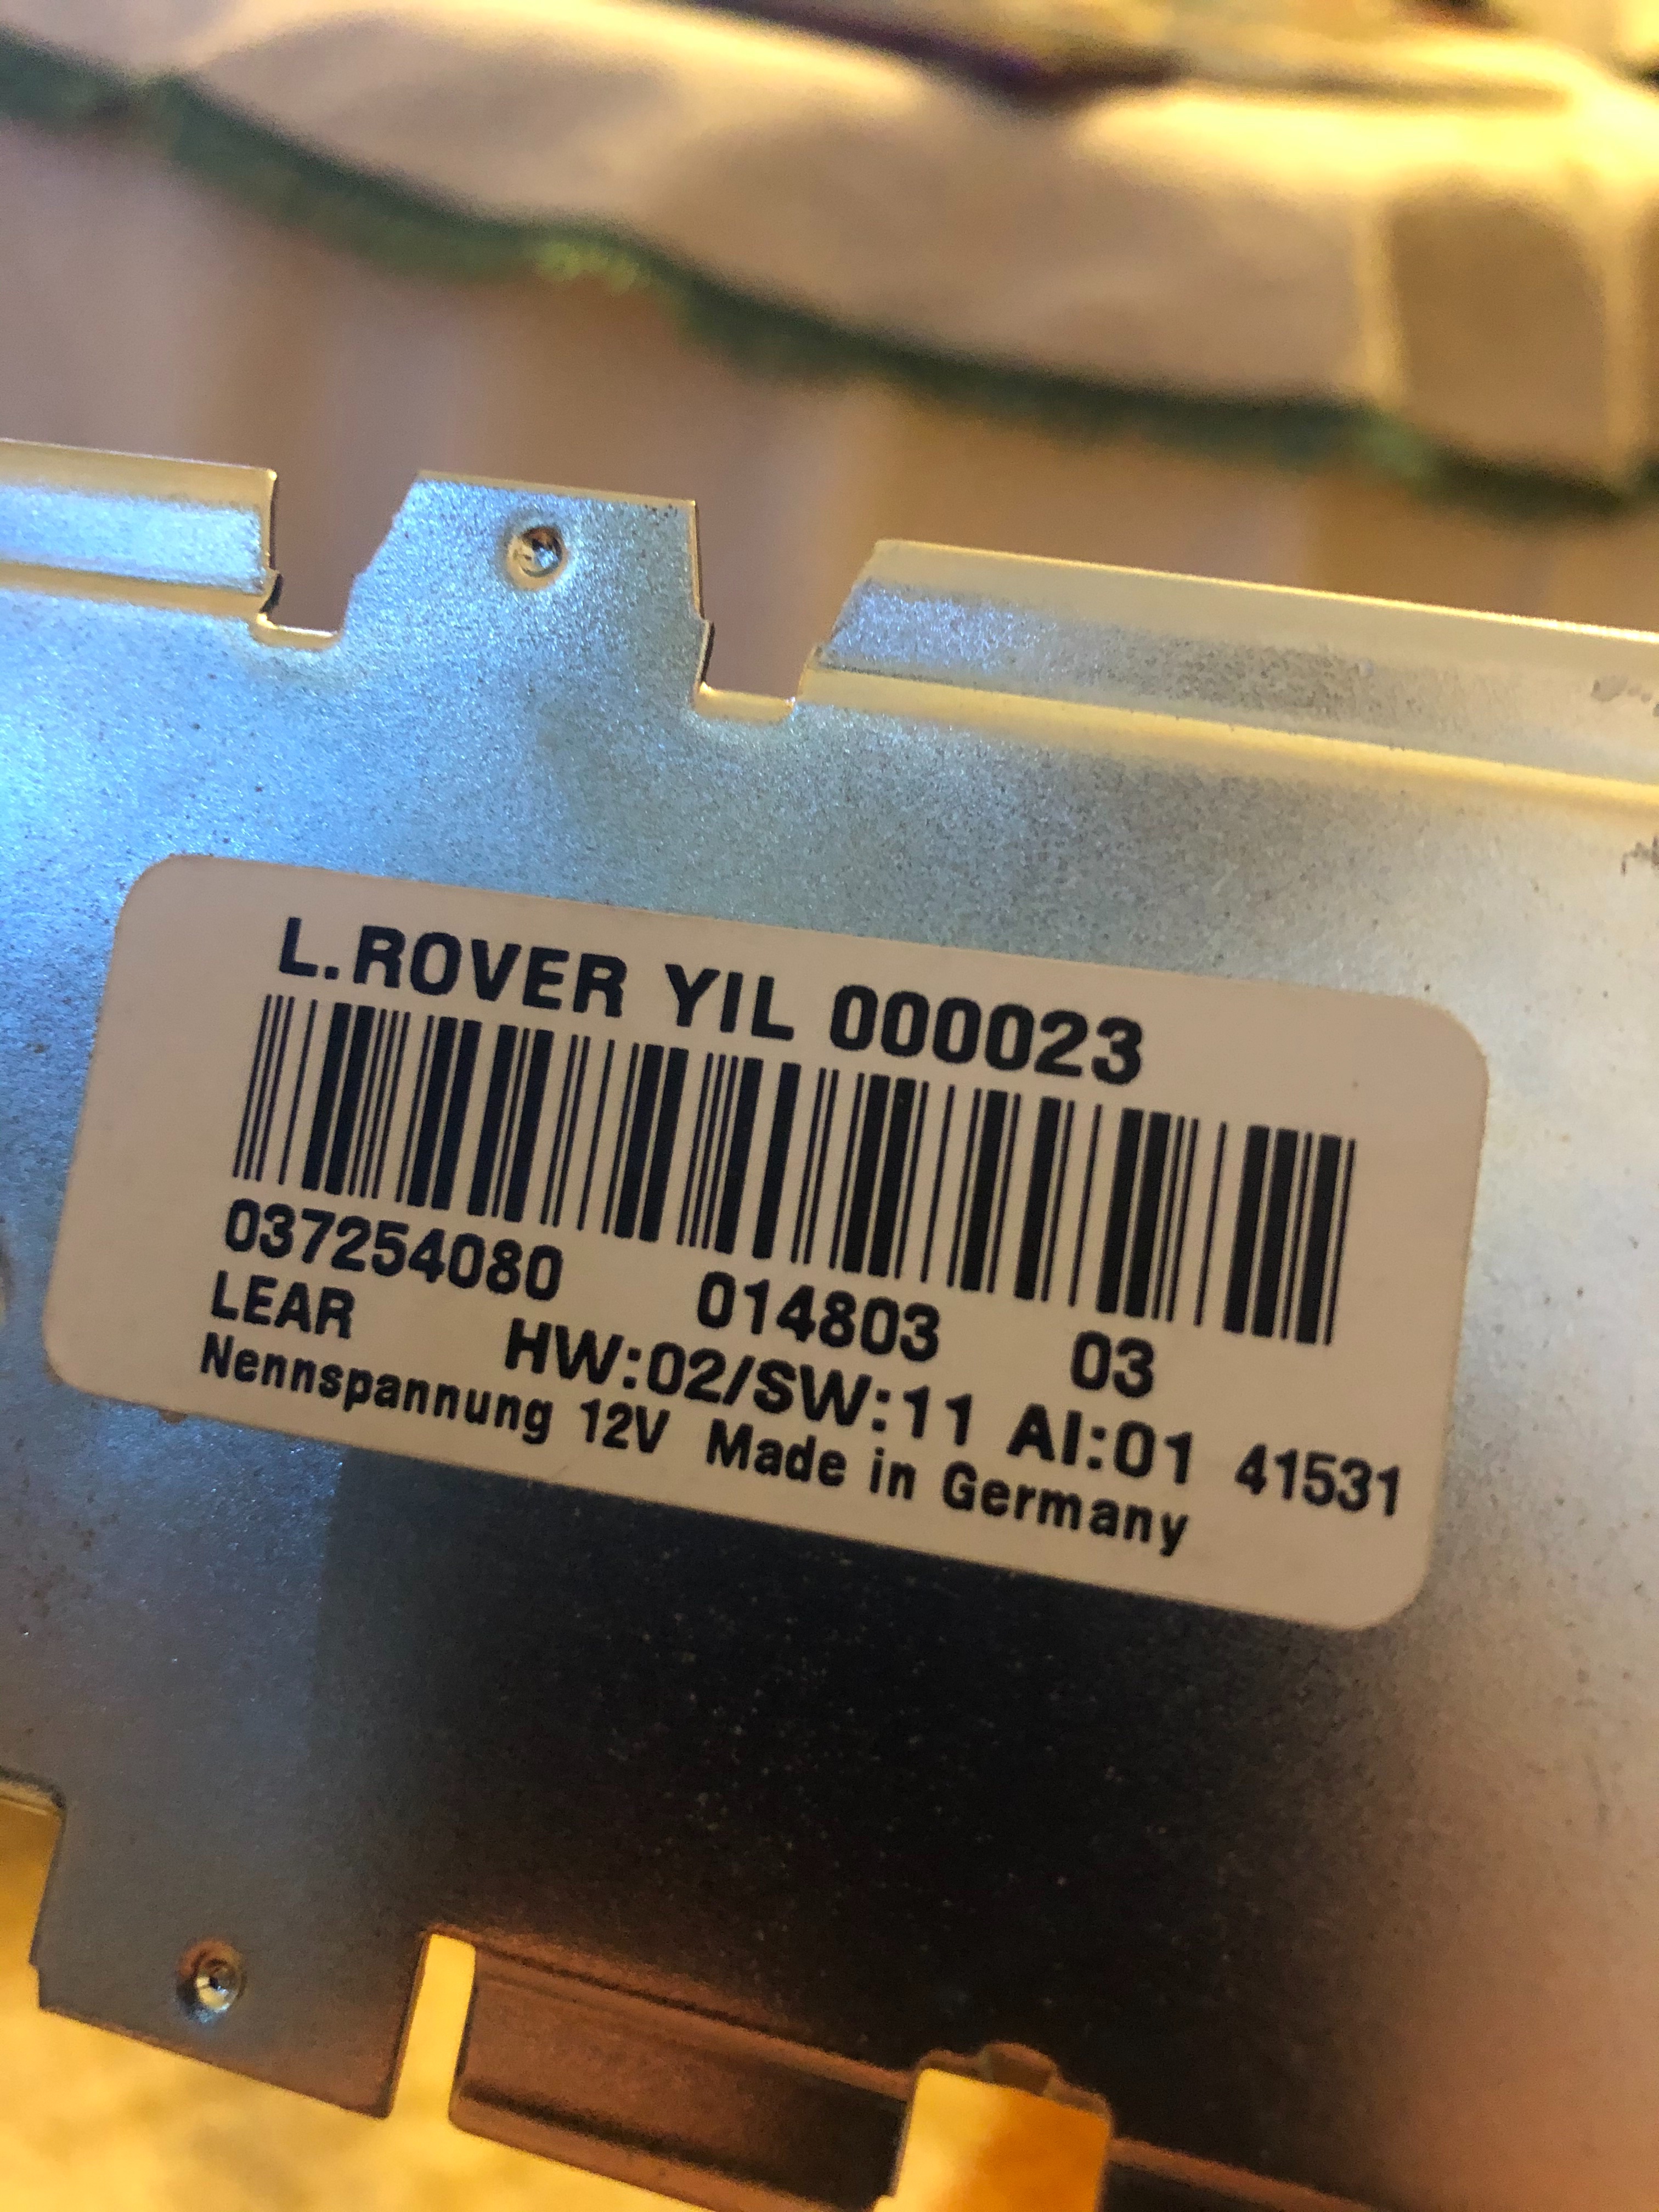 L.ROVER YIL 000023
037254080 014803 03
LEAR HW:02/SW:11 AI:01 41531
Nennspannung 12V Made in Germany